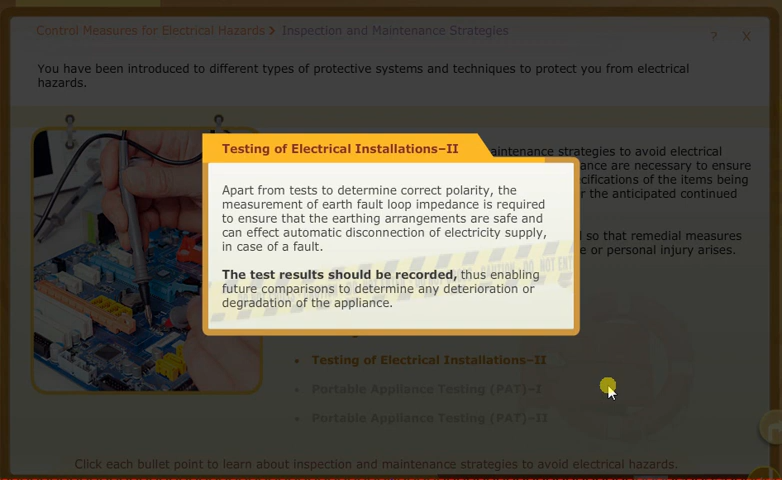 Control Measures for Electrical Hazards > Inspection and Maintenance Strategies
? X
You have been introduced to different types of protective systems and techniques to protect you from electrical
hazards.
Testing of Electrical Installations–II
Apart from tests to determine correct polarity, the
measurement of earth fault loop impedance is required
to ensure that the earthing arrangements are safe and
can effect automatic disconnection of electricity supply,
in case of a fault.
The test results should be recorded, thus enabling
future comparisons to determine any deterioration or
degradation of the appliance.
aintenance strategies to avoid electrical
ance are necessary to ensure
ecifications of the items being
r the anticipated continued
l so that remedial measures
e or personal injury arises.
• Testing of Electrical Installations–II
• Portable Appliance Testing (PAT)–I
• Portable Appliance Testing (PAT)–II
Click each bullet point to learn about inspection and maintenance strategies to avoid electrical hazards.